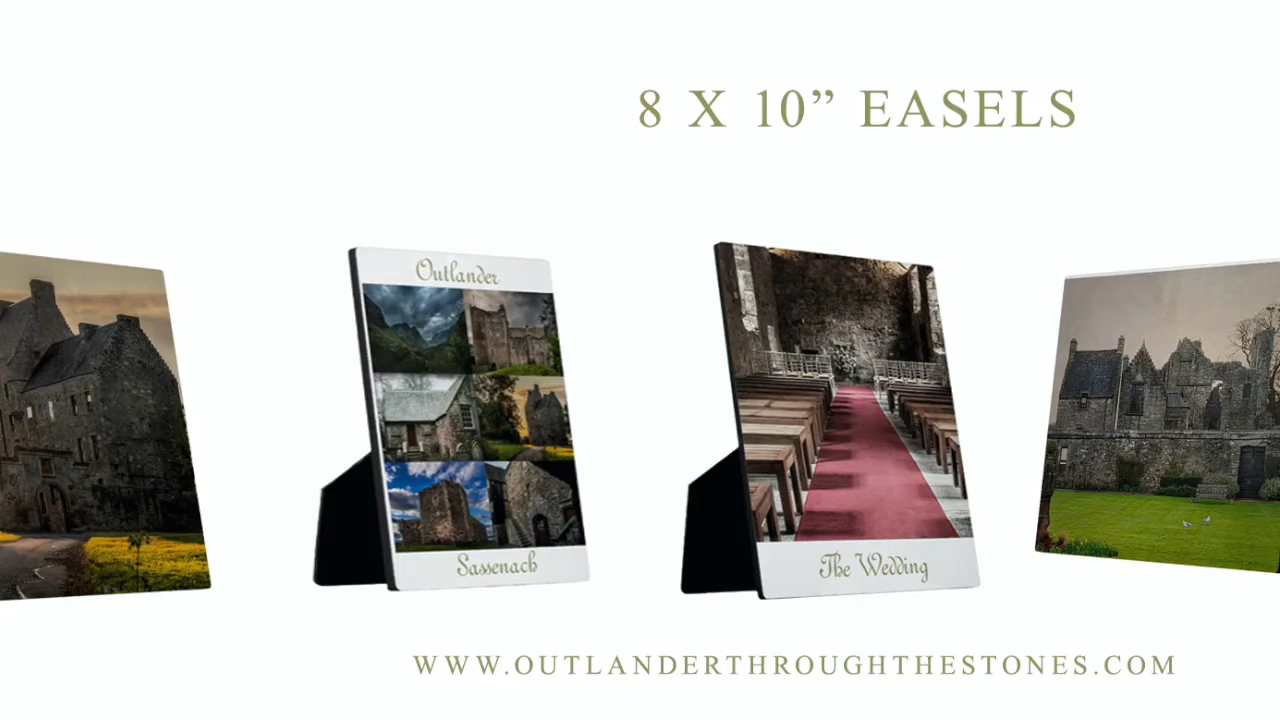 8 X 10” EASELS
Outlander
Sassenach
The Wedding
WWW.OUTLANDERTHROUGHTHESTONES.COM